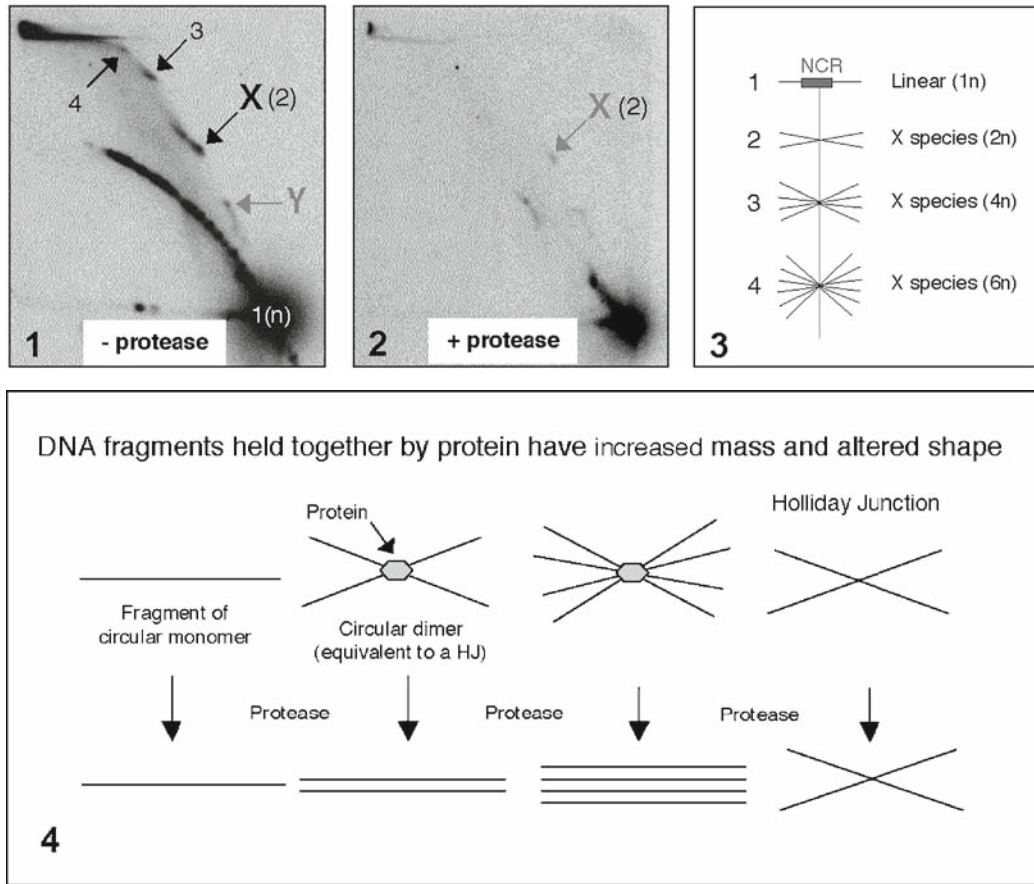 3
4
X (2)
Y
1(n)
1
- protease
X (2)
2
+ protease
NCR
1 Linear (1n)
2 X species (2n)
3 X species (4n)
4 X species (6n)
3
DNA fragments held together by protein have increased mass and altered shape
Protein
Holliday Junction
Fragment of
circular monomer
Circular dimer
(equivalent to a HJ)
Protease Protease Protease
4